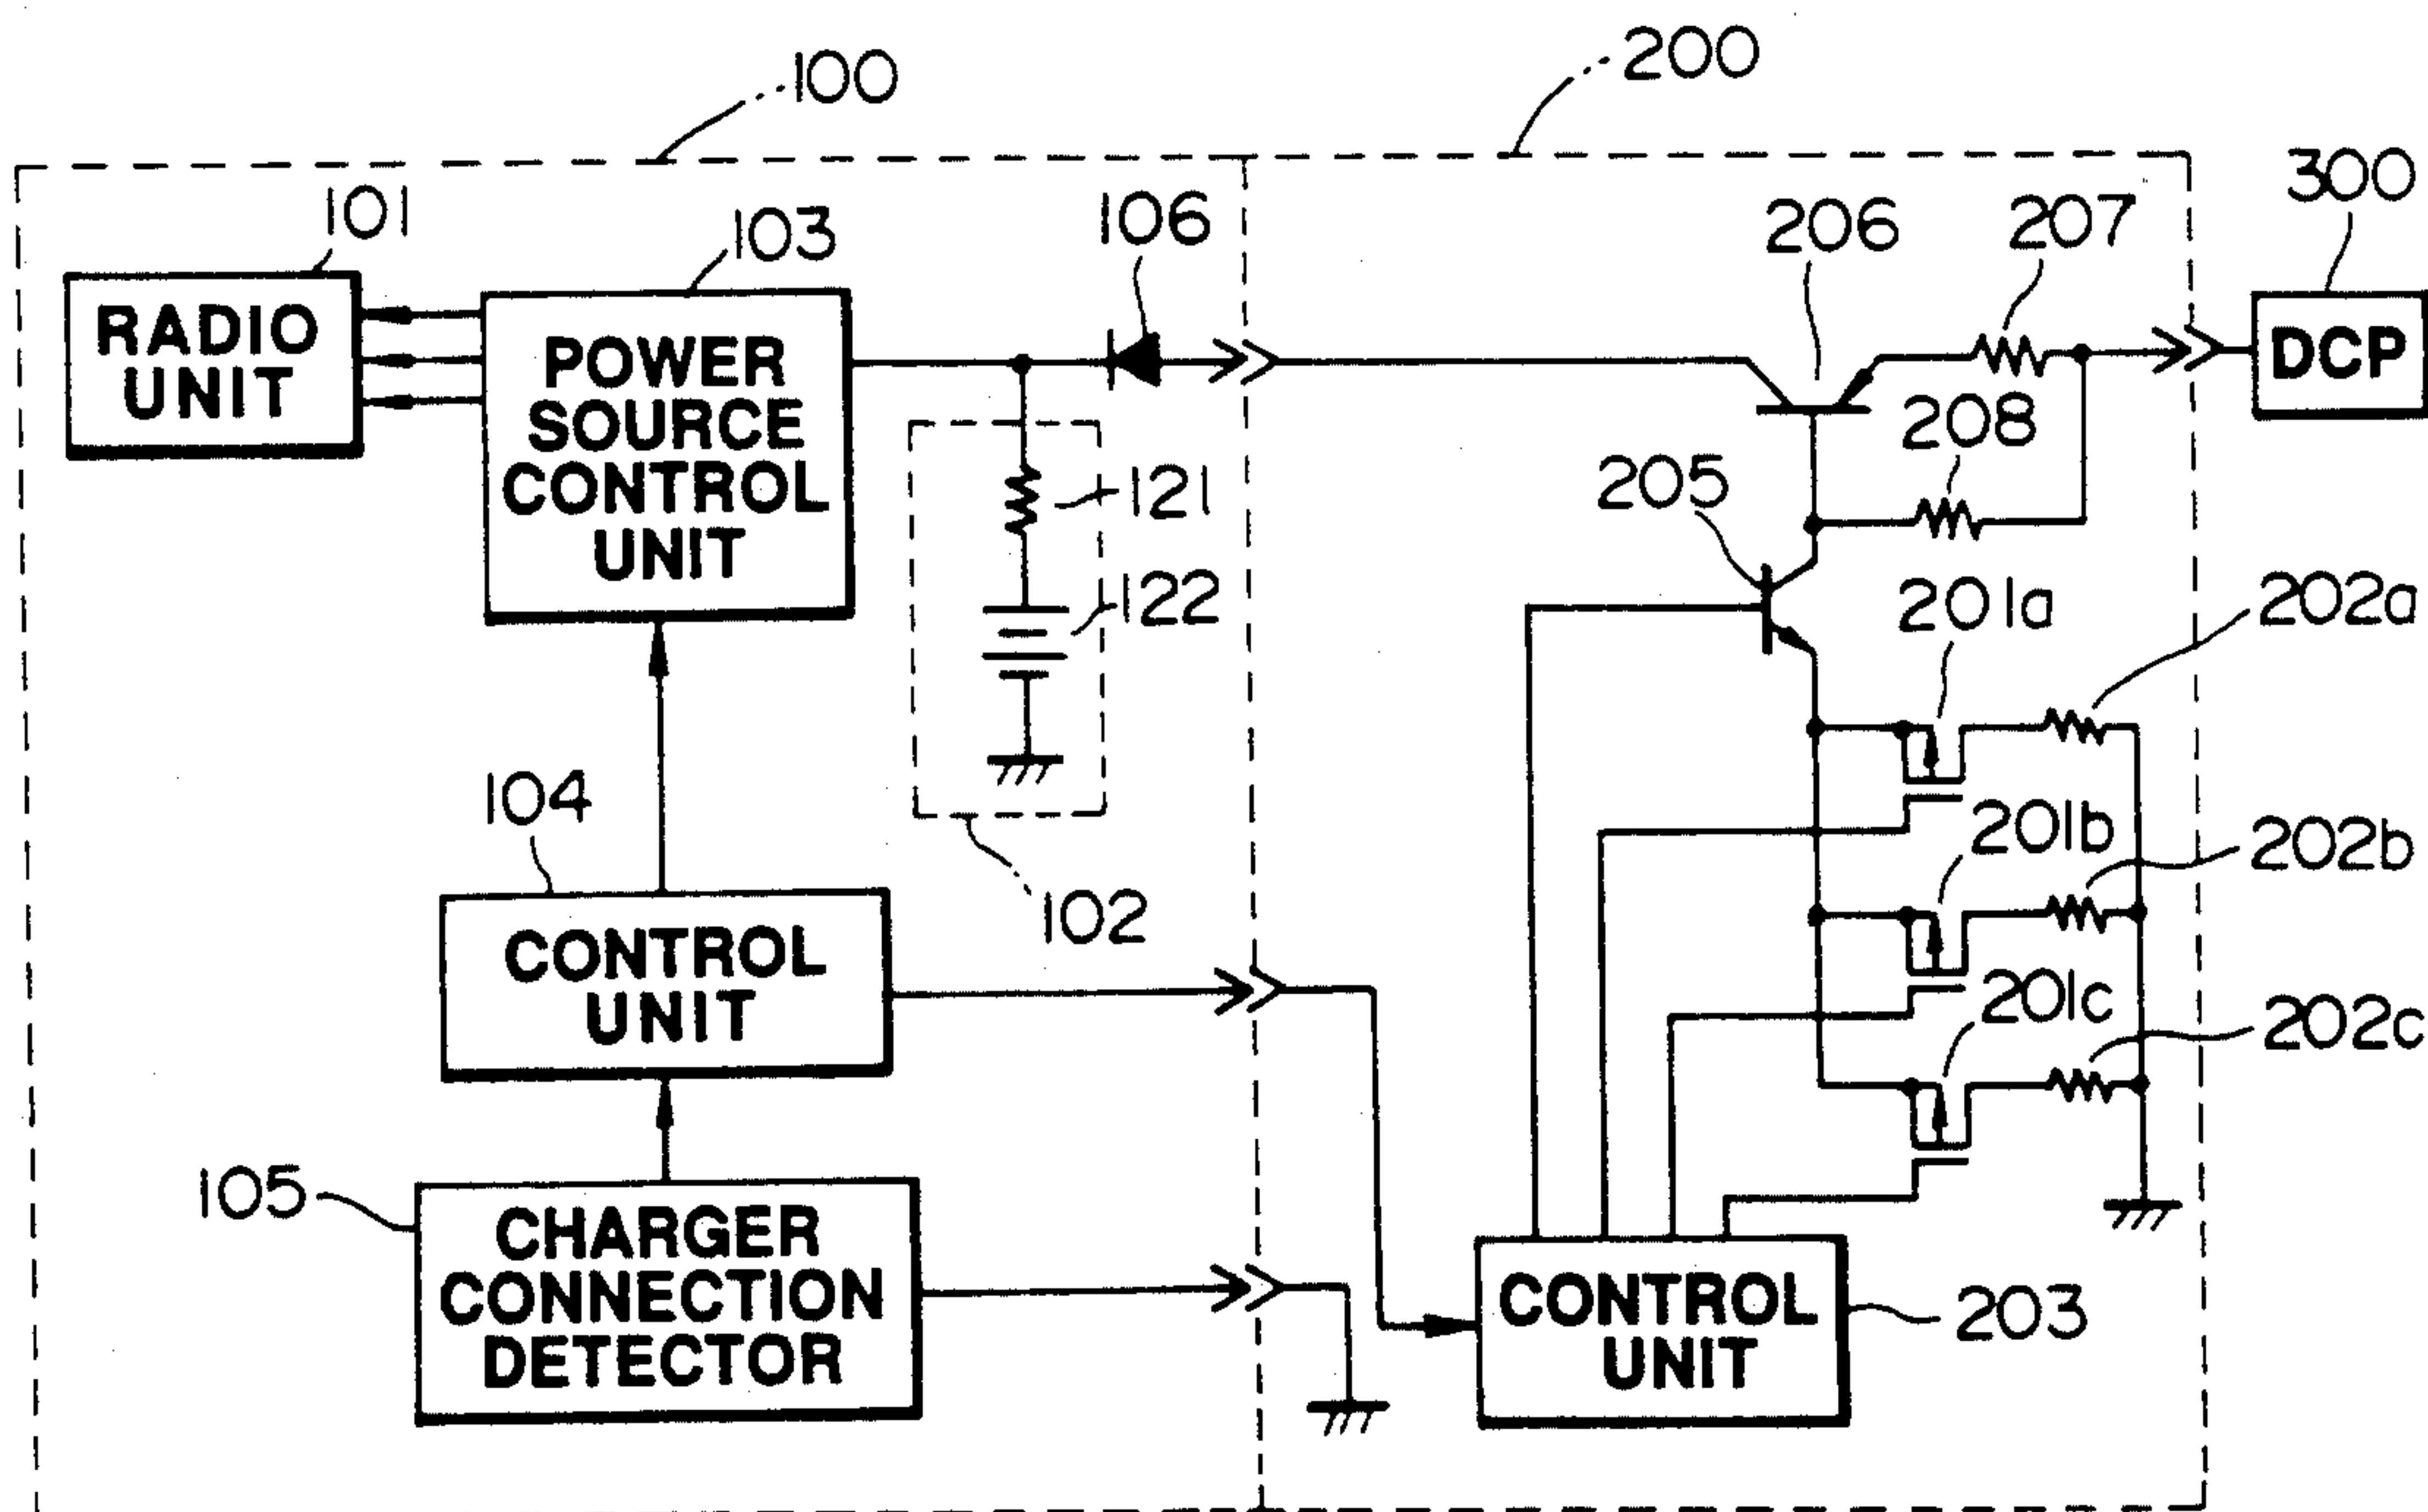 100
200
300
101
103
106
206
207
RADIO
UNIT
POWER
SOURCE
CONTROL
UNIT
DCP
208
205
121
122
201a
202a
104
102
201b
202b
CONTROL
UNIT
201c
202c
105
CHARGER
CONNECTION
DETECTOR
CONTROL
UNIT
203